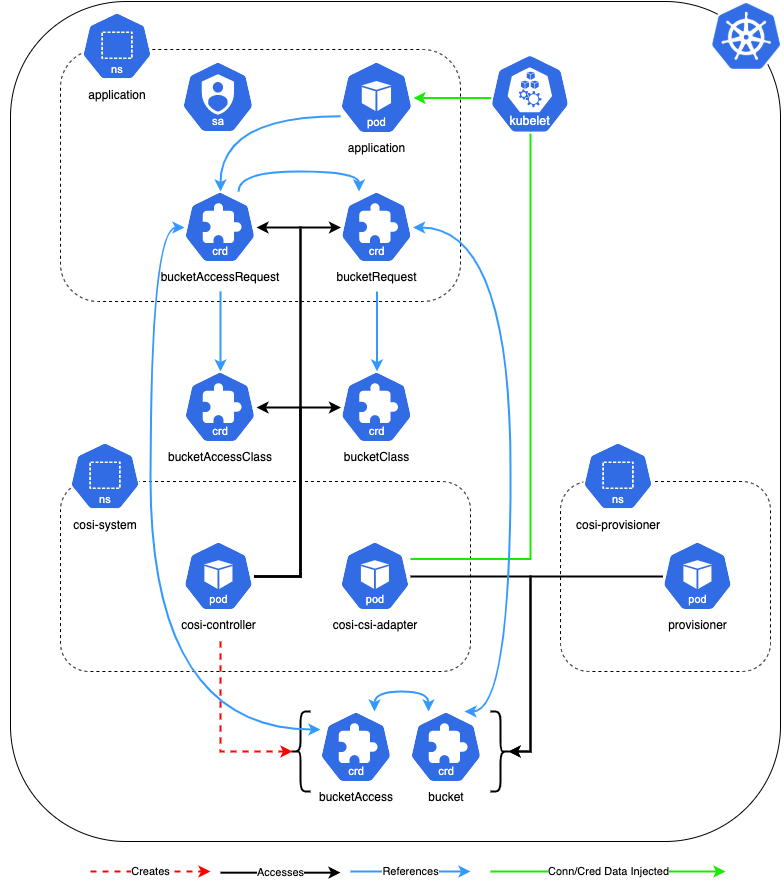 ns
application
sa
pod
application
kubelet
crd
bucketAccessRequest
crd
bucketRequest
crd
bucketAccessClass
crd
bucketClass
ns
cosi-system
ns
cosi-provisioner
pod
cosi-controller
pod
cosi-csi-adapter
pod
provisioner
crd
bucketAccess
crd
bucket
Creates
Accesses
References
Conn/Cred Data Injected